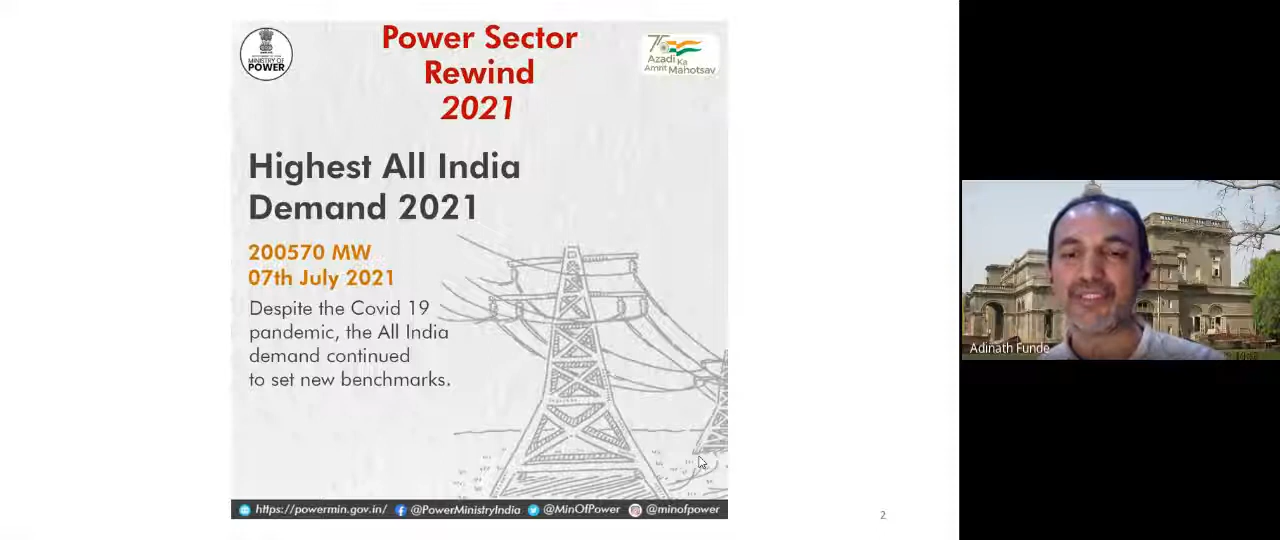 Power Sector
Rewind
2021
MINISTRY OF
POWER
75
Azadi Ka
Amrit Mahotsav
Highest All India
Demand 2021
200570 MW
07th July 2021
Despite the Covid 19
pandemic, the All India
demand continued
to set new benchmarks.
https://powermin.gov.in/ @PowerMinistryIndia @MinOfPower @minofpower
2
Adinath Funde